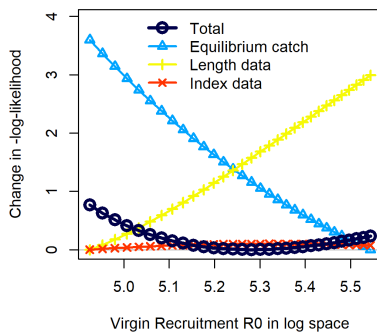 Total
Equilibrium catch
Length data
Index data
Change in -log-likelihood
4
3
2
1
0
5.0 5.1 5.2 5.3 5.4 5.5
Virgin Recruitment R0 in log space